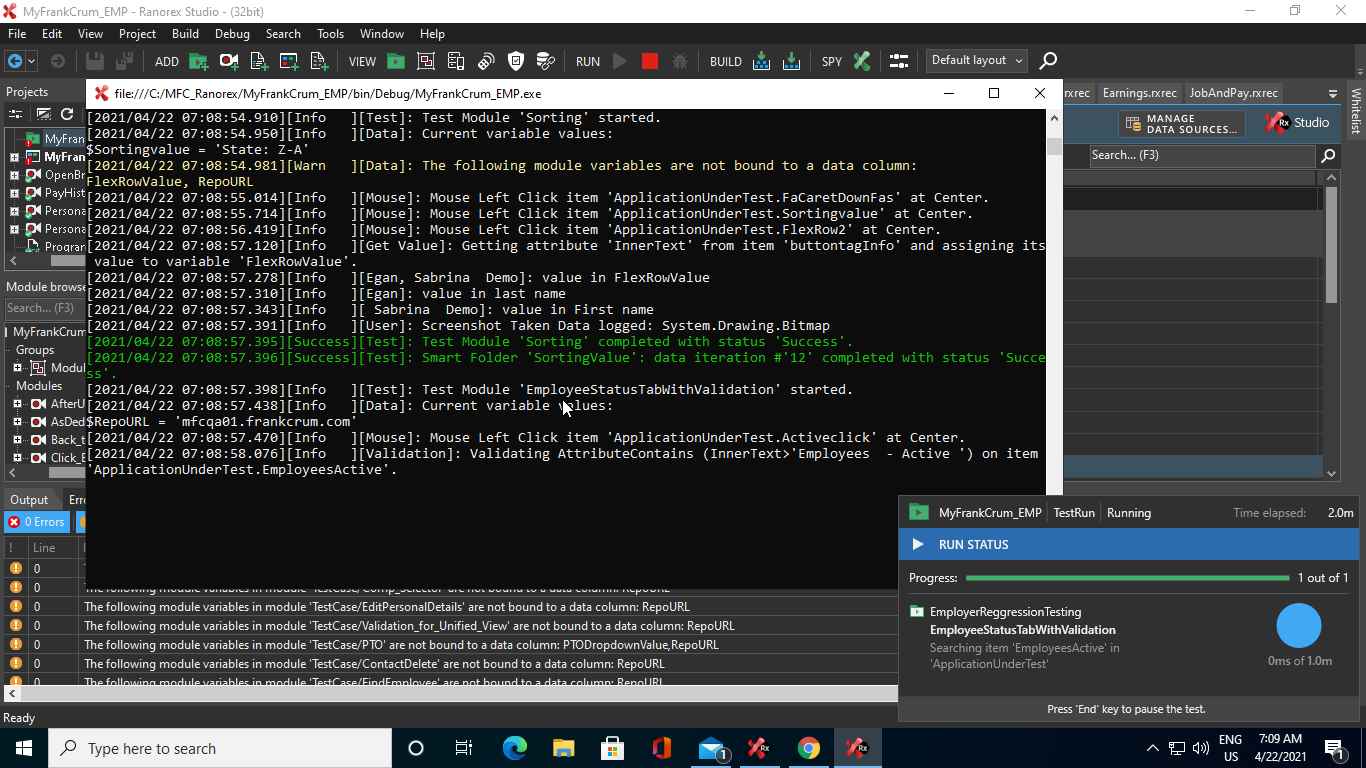 MyFrankCrum_EMP - Ranorex Studio - (32bit)
File Edit View Project Build Debug Search Tools Window Help
ADD VIEW RUN BUILD SPY Default layout
Projects
file:///C:/MFC_Ranorex/MyFrankCrum_EMP/bin/Debug/MyFrankCrum_EMP.exe
rxrec Earnings.rxrec JobAndPay.rxrec
Whitelist
MANAGE
DATA SOURCES...
Studio
Search... (F3)
MyFran
MyFran
OpenBr
PayHist
Persona
Persona
Program
Module browse
Search... (F3)
MyFrankCrum
Groups
Modul
Modules
AfterU
AsDed
Back_t
Click_E
[2021/04/22 07:08:54.910][Info   ][Test]: Test Module 'Sorting' started.
[2021/04/22 07:08:54.950][Info   ][Data]: Current variable values:
$Sortingvalue = 'State: Z-A'
[2021/04/22 07:08:54.981][Warn   ][Data]: The following module variables are not bound to a data column:
FlexRowValue, RepoURL
[2021/04/22 07:08:55.014][Info   ][Mouse]: Mouse Left Click item 'ApplicationUnderTest.FaCaretDownFas' at Center.
[2021/04/22 07:08:55.714][Info   ][Mouse]: Mouse Left Click item 'ApplicationUnderTest.Sortingvalue' at Center.
[2021/04/22 07:08:56.419][Info   ][Mouse]: Mouse Left Click item 'ApplicationUnderTest.FlexRow2' at Center.
[2021/04/22 07:08:57.120][Info   ][Get Value]: Getting attribute 'InnerText' from item 'buttontagInfo' and assigning its
value to variable 'FlexRowValue'.
[2021/04/22 07:08:57.278][Info   ][Egan, Sabrina  Demo]: value in FlexRowValue
[2021/04/22 07:08:57.310][Info   ][Egan]: value in last name
[2021/04/22 07:08:57.343][Info   ][ Sabrina  Demo]: value in First name
[2021/04/22 07:08:57.391][Info   ][User]: Screenshot Taken Data logged: System.Drawing.Bitmap
[2021/04/22 07:08:57.395][Success][Test]: Test Module 'Sorting' completed with status 'Success'.
[2021/04/22 07:08:57.396][Success][Test]: Smart Folder 'SortingValue': data iteration #'12' completed with status 'Succe
ss'.
[2021/04/22 07:08:57.398][Info   ][Test]: Test Module 'EmployeeStatusTabWithValidation' started.
[2021/04/22 07:08:57.438][Info   ][Data]: Current variable values:
$RepoURL = 'mfcqa01.frankcrum.com'
[2021/04/22 07:08:57.470][Info   ][Mouse]: Mouse Left Click item 'ApplicationUnderTest.Activeclick' at Center.
[2021/04/22 07:08:58.076][Info   ][Validation]: Validating AttributeContains (InnerText>'Employees  - Active ') on item
'ApplicationUnderTest.EmployeesActive'.
Output Erro
0 Errors
! Line
0
0
The following module variables in module 'TestCase/Comp_Selector' are not bound to a data column: RepoURL
0 The following module variables in module 'TestCase/EditPersonalDetails' are not bound to a data column: RepoURL
0 The following module variables in module 'TestCase/Validation_for_Unified_View' are not bound to a data column: RepoURL
0 The following module variables in module 'TestCase/PTO' are not bound to a data column: PTODropdownValue,RepoURL
0 The following module variables in module 'TestCase/ContactDelete' are not bound to a data column: RepoURL
0 The following module variables in module 'TestCase/FindEmployee' are not bound to a data column: RepoURL
MyFrankCrum_EMP TestRun Running Time elapsed: 2.0m
RUN STATUS
Progress: 1 out of 1
EmployerReggressionTesting
EmployeeStatusTabWithValidation
Searching item 'EmployeesActive' in
'ApplicationUnderTest'
0ms of 1.0m
Press 'End' key to pause the test.
Ready
Type here to search
1
ENG
US
7:09 AM
4/22/2021
1